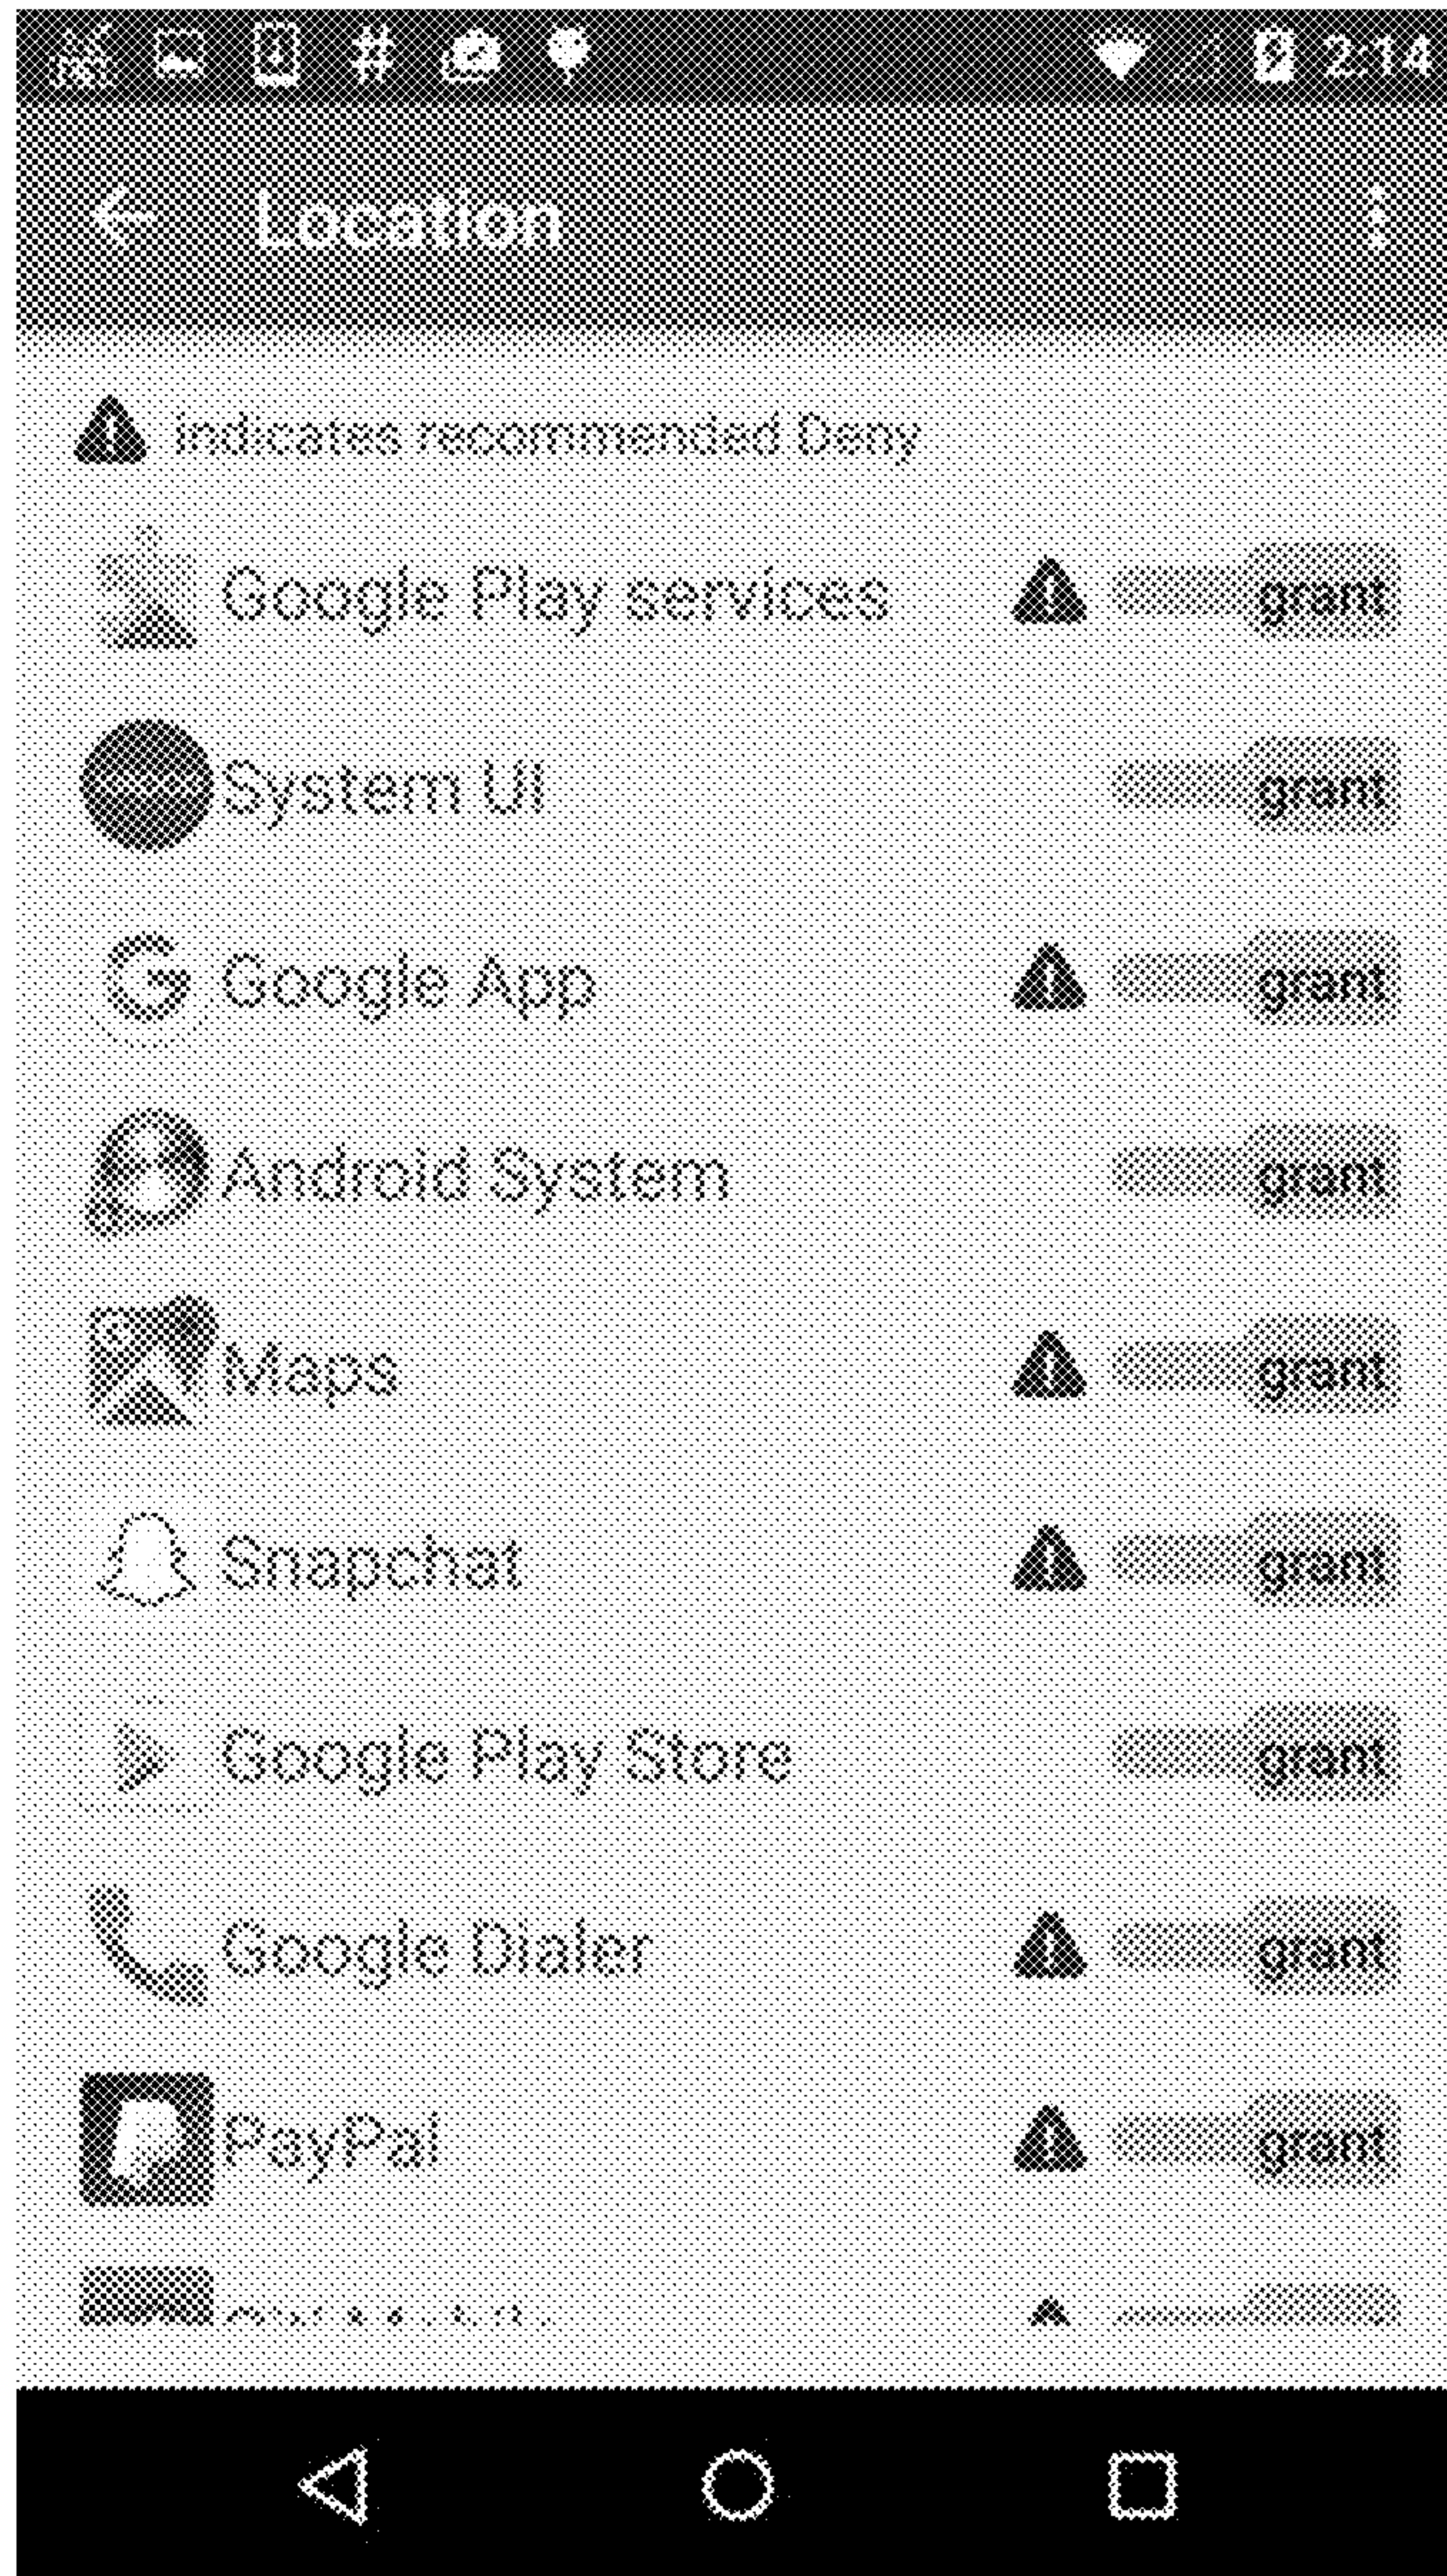 2:14
Location
indicates recommended Deny
Google Play services grant
System UI grant
Google App grant
Android System grant
Maps grant
Snapchat grant
Google Play Store grant
Google Dialer grant
PayPal grant